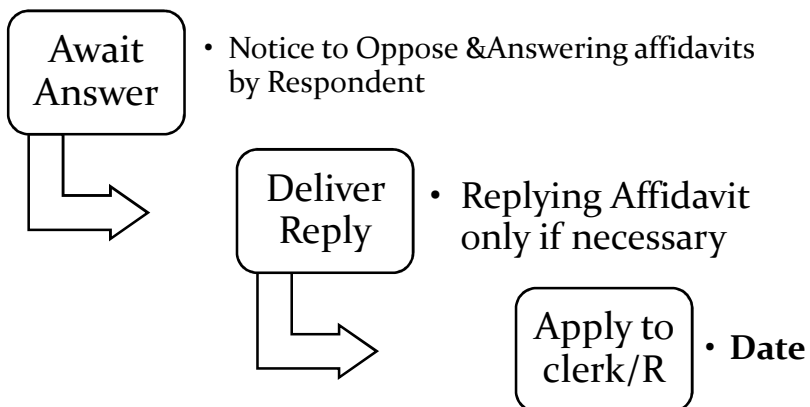 Await
Answer
• Notice to Oppose &Answering affidavits
by Respondent
Deliver
Reply
• Replying Affidavit
only if necessary
Apply to
clerk/R
• Date